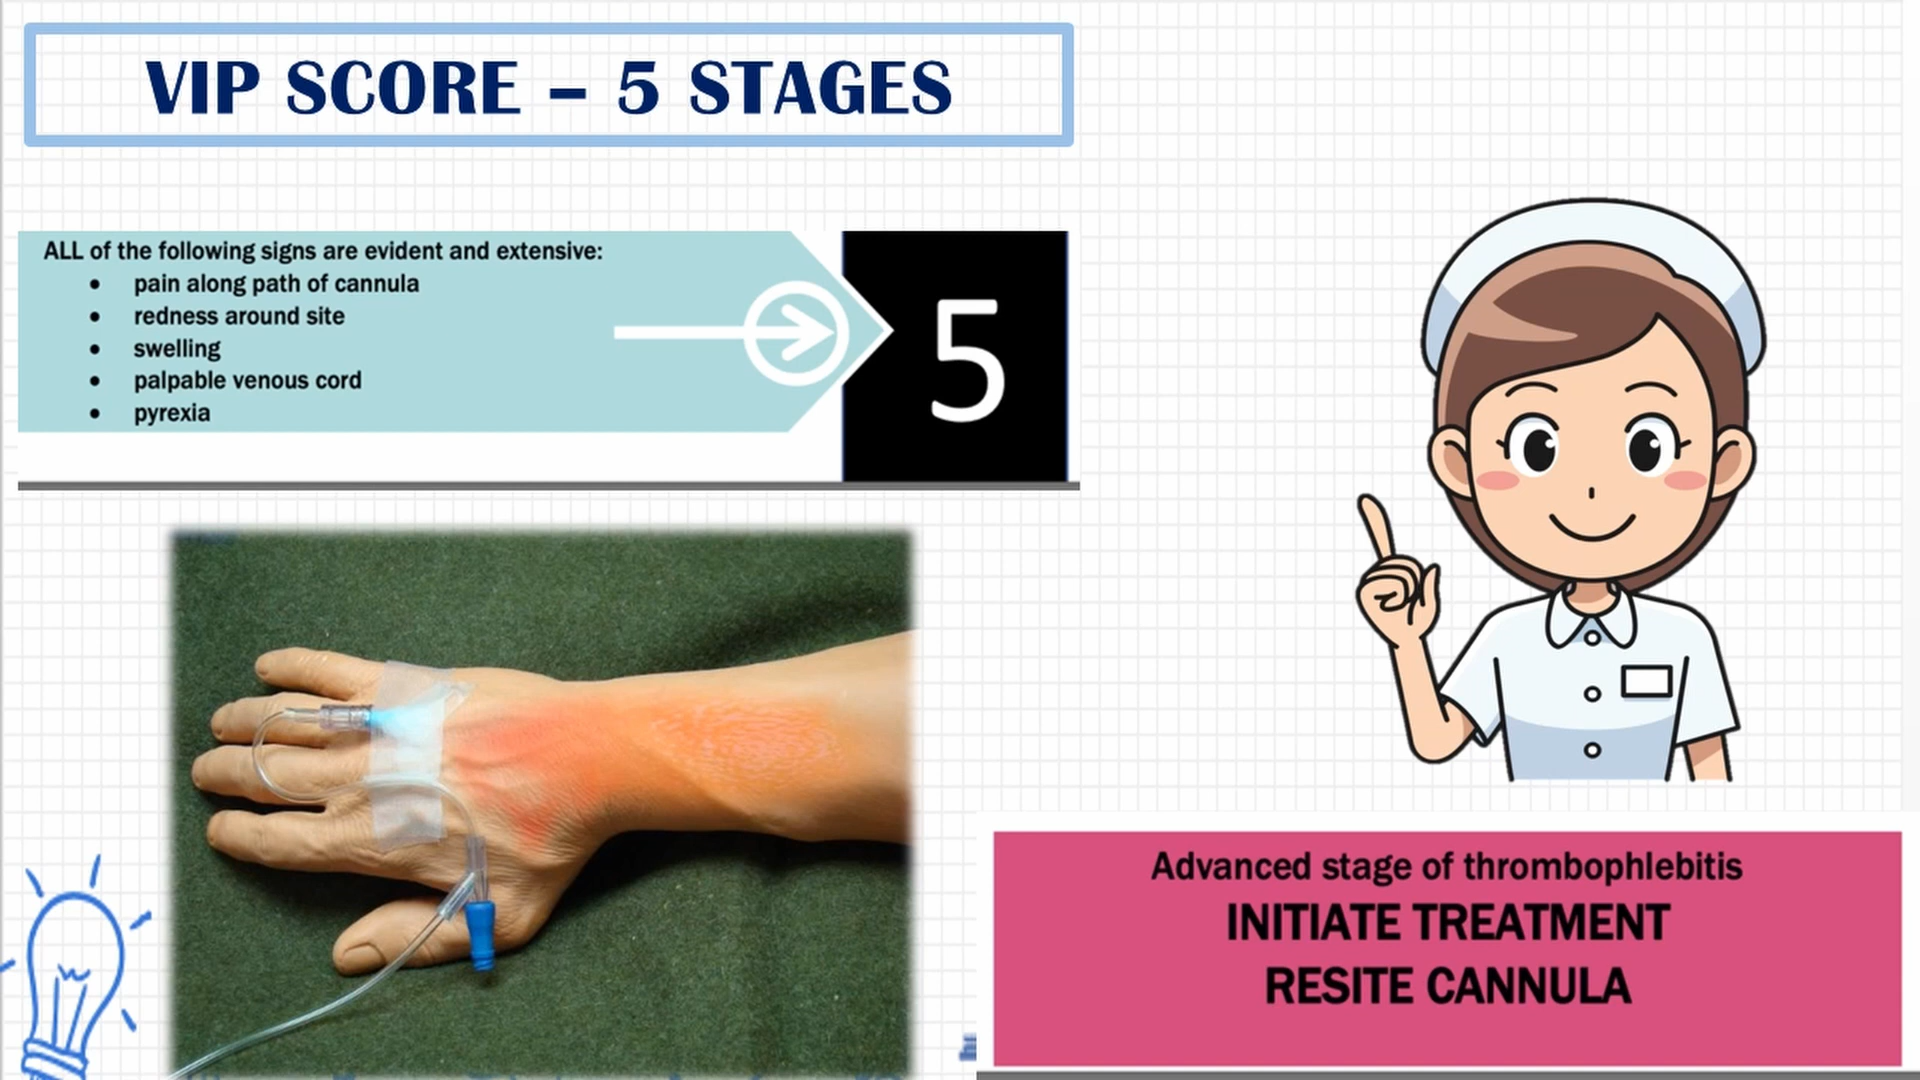 VIP SCORE – 5 STAGES
ALL of the following signs are evident and extensive:
• pain along path of cannula
• redness around site
• swelling
• palpable venous cord
• pyrexia
5
Advanced stage of thrombophlebitis
INITIATE TREATMENT
RESITE CANNULA